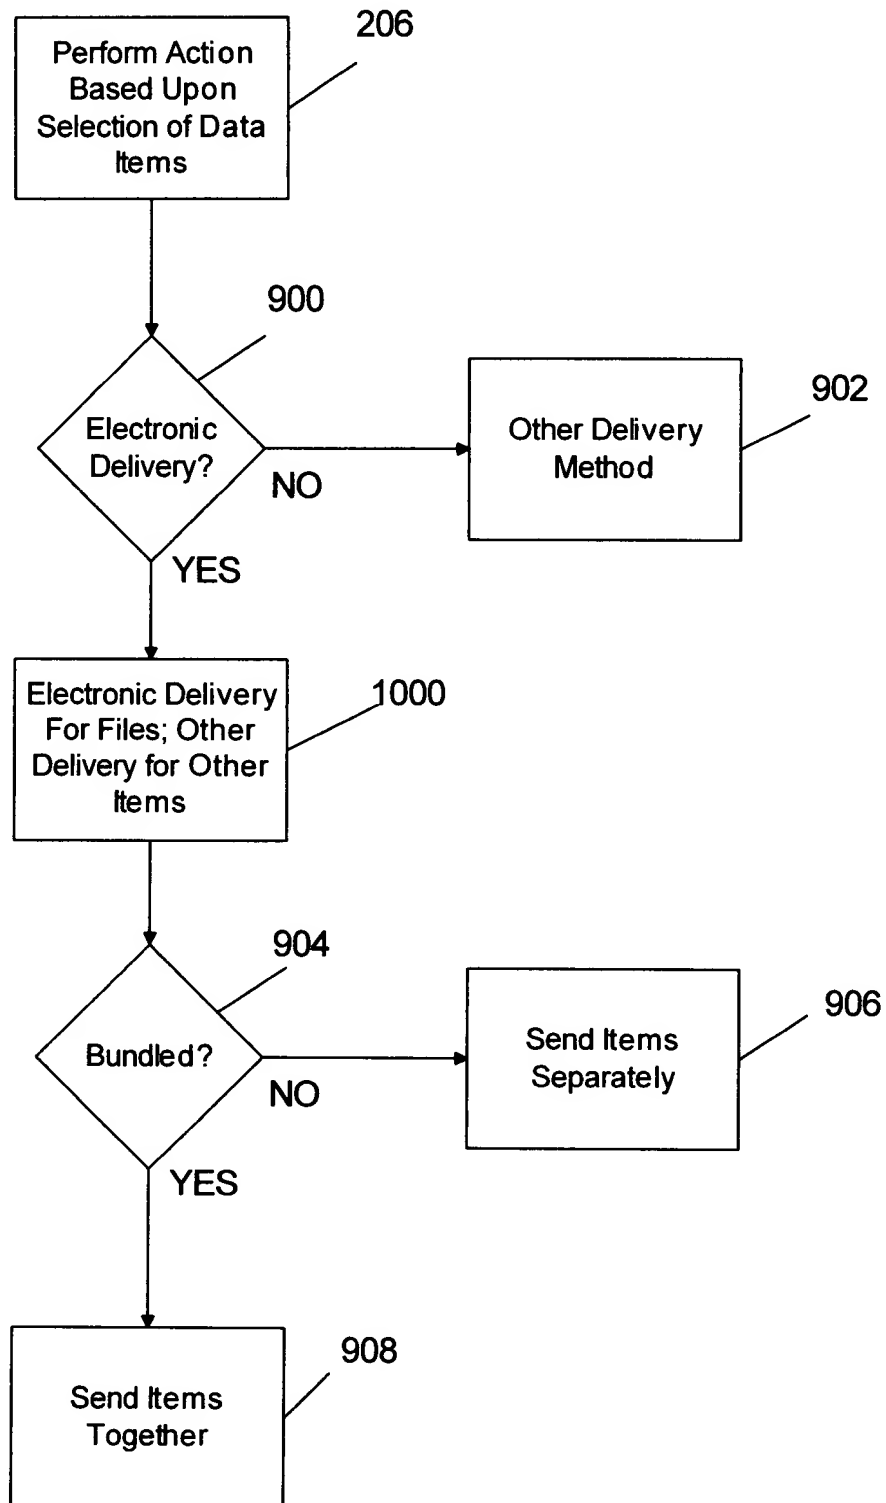 206
Perform Action
Based Upon
Selection of Data
Items
900
Electronic
Delivery?
NO
YES
902
Other Delivery
Method
1000
Electronic Delivery
For Files; Other
Delivery for Other
Items
904
Bundled?
NO
YES
906
Send Items
Separately
908
Send Items
Together